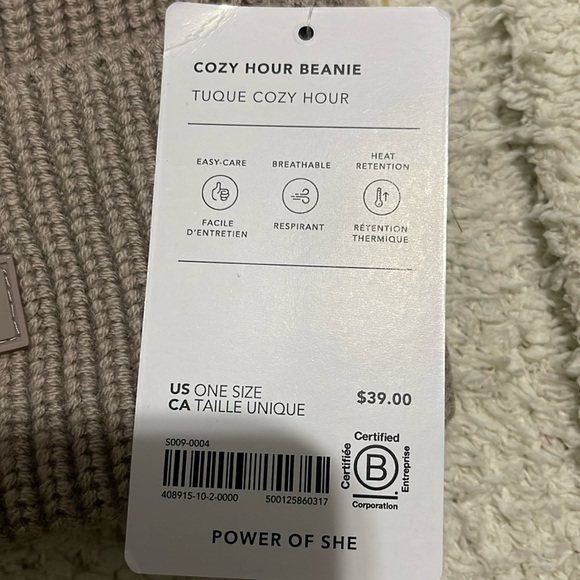 COZY HOUR BEANIE
TUQUE COZY HOUR
EASY-CARE
BREATHABLE
HEAT
RETENTION
FACILE
D'ENTRETIEN
RESPIRANT
RÉTENTION
THERMIQUE
US ONE SIZE
CA TAILLE UNIQUE
$39.00
S009-0004
408915-10-2-0000 500125860317
Certified
Certifiée
B
Entreprise
Corporation
POWER OF SHE